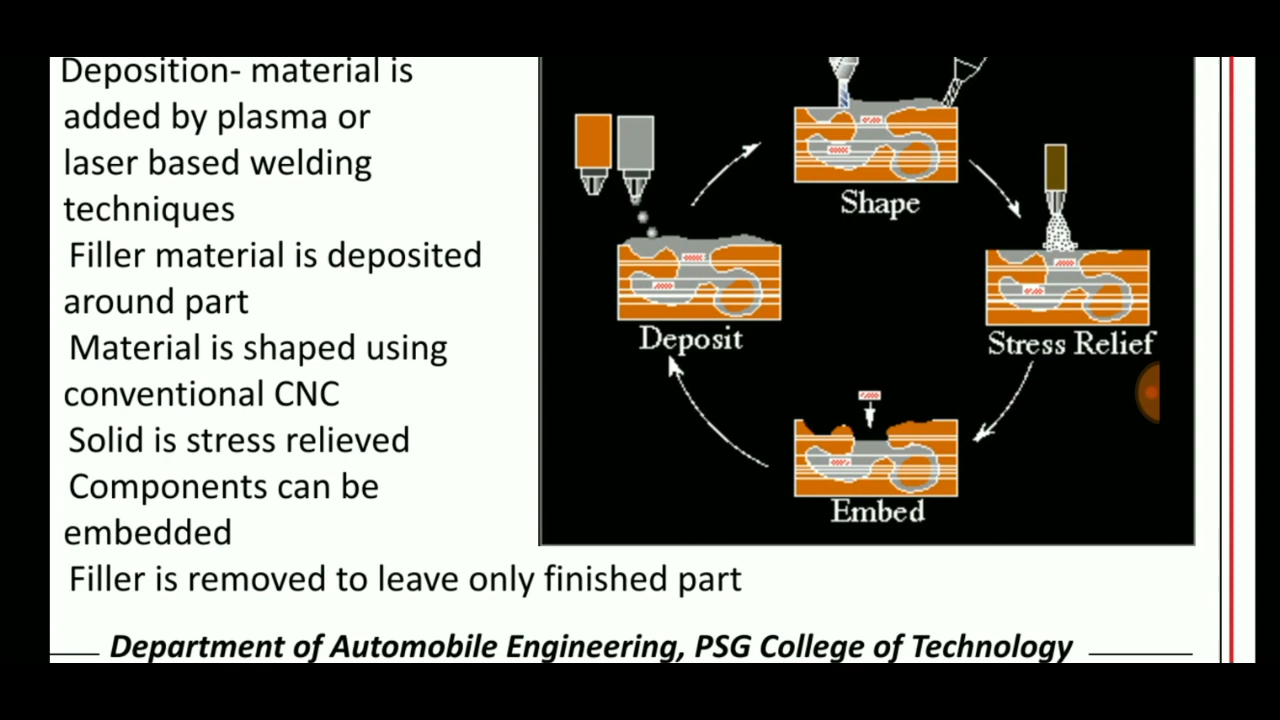 Deposition- material is
added by plasma or
laser based welding
techniques
Filler material is deposited
around part
Material is shaped using
conventional CNC
Solid is stress relieved
Components can be
embedded
Filler is removed to leave only finished part
Shape
Deposit
Stress Relief
Embed
Department of Automobile Engineering, PSG College of Technology